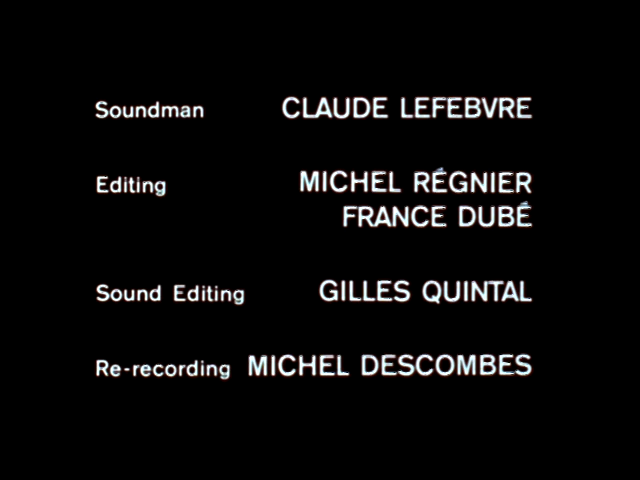 Soundman CLAUDE LEFEBVRE
Editing MICHEL RÉGNIER
FRANCE DUBÉ
Sound Editing GILLES QUINTAL
Re-recording MICHEL DESCOMBES